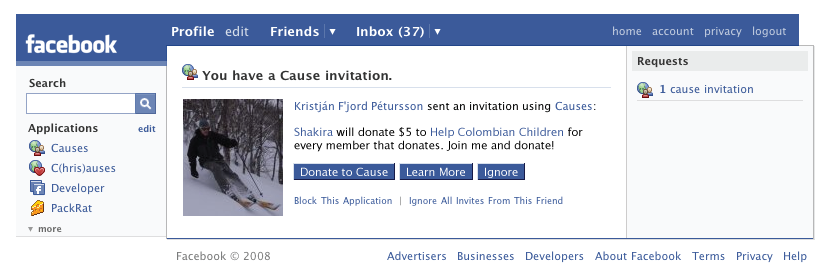 facebook
Profile edit Friends Inbox (37) home account privacy logout
Search
Applications edit
Causes
C(hris)auses
Developer
PackRat
more
You have a Cause invitation.
Kristján F'jord Pétursson sent an invitation using Causes:
Shakira will donate $5 to Help Colombian Children for
every member that donates. Join me and donate!
Donate to Cause Learn More Ignore
Block This Application | Ignore All Invites From This Friend
Requests
1 cause invitation
Facebook © 2008 Advertisers Businesses Developers About Facebook Terms Privacy Help